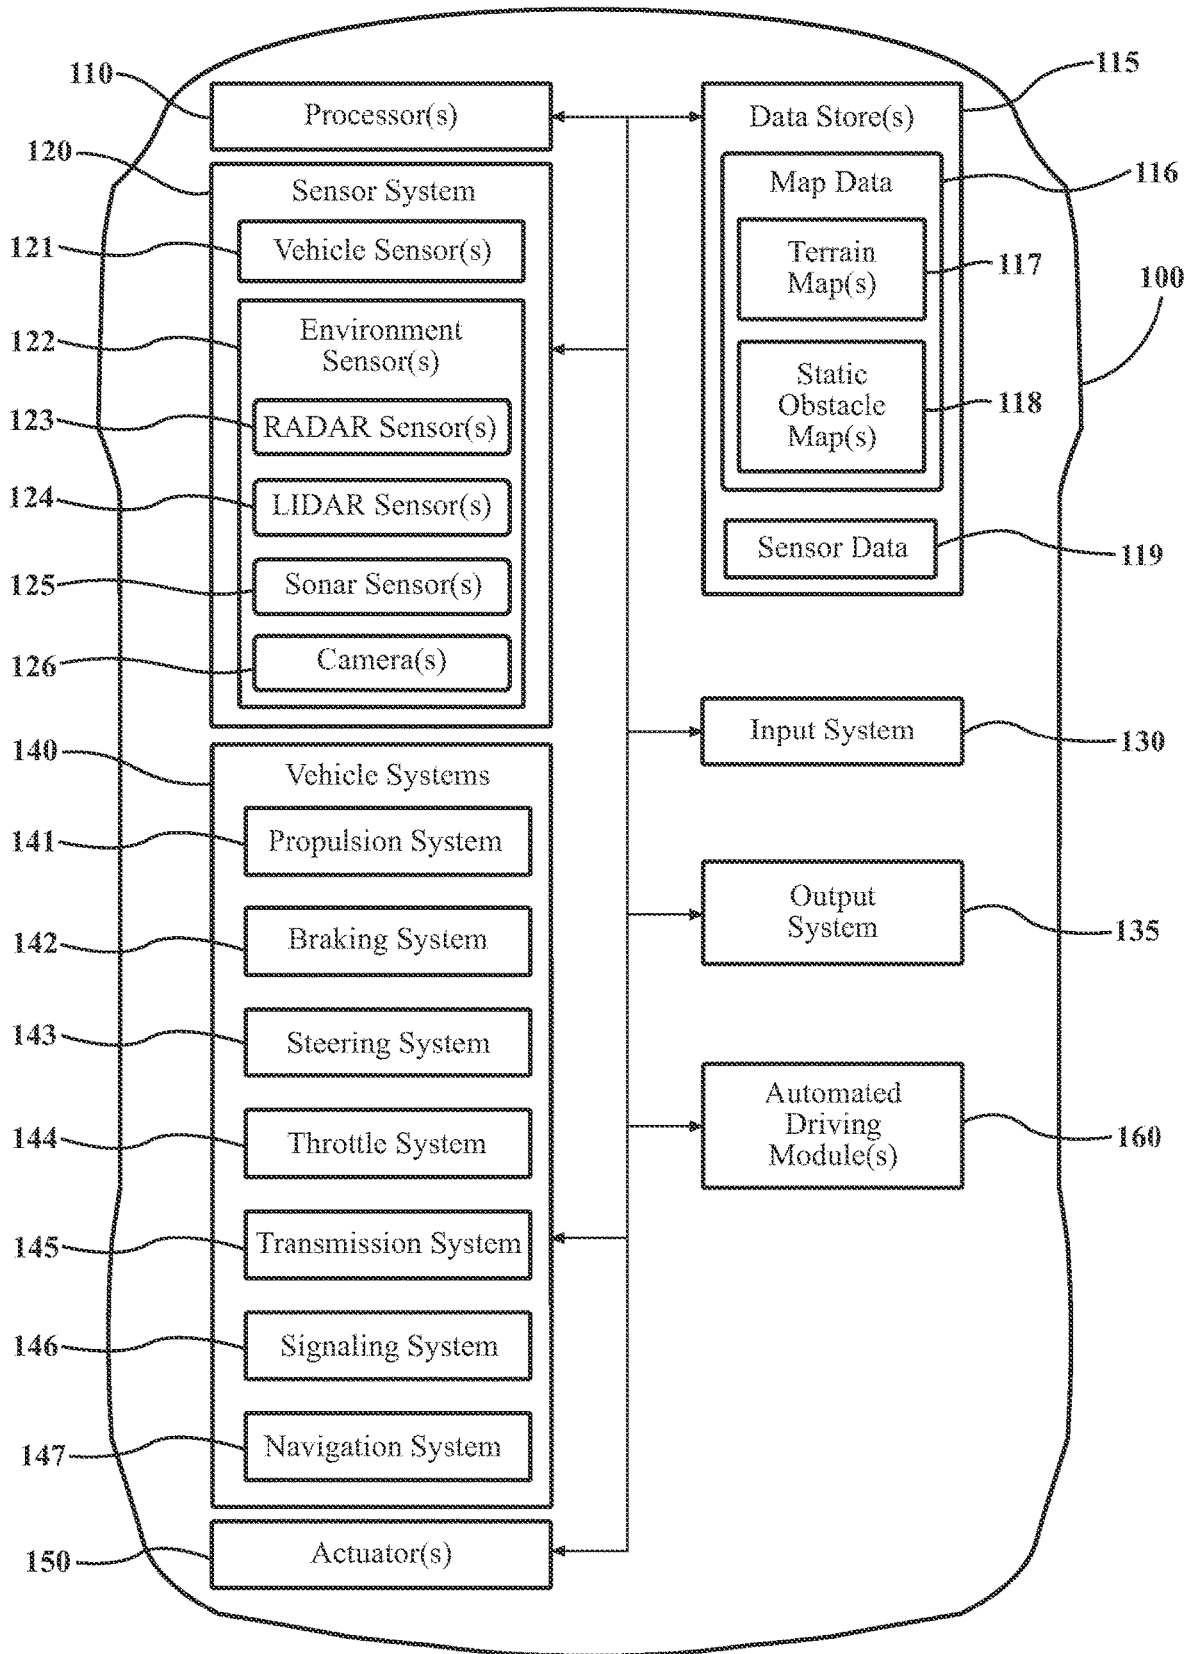 110
Processor(s)
120
Sensor System
121
Vehicle Sensor(s)
122
Environment
Sensor(s)
123
RADAR Sensor(s)
124
LIDAR Sensor(s)
125
Sonar Sensor(s)
126
Camera(s)
140
Vehicle Systems
141
Propulsion System
142
Braking System
143
Steering System
144
Throttle System
145
Transmission System
146
Signaling System
147
Navigation System
150
Actuator(s)
115
Data Store(s)
116
Map Data
Terrain
Map(s)
117
100
Static
Obstacle
Map(s)
118
Sensor Data
119
Input System
130
Output
System
135
Automated
Driving
Module(s)
160